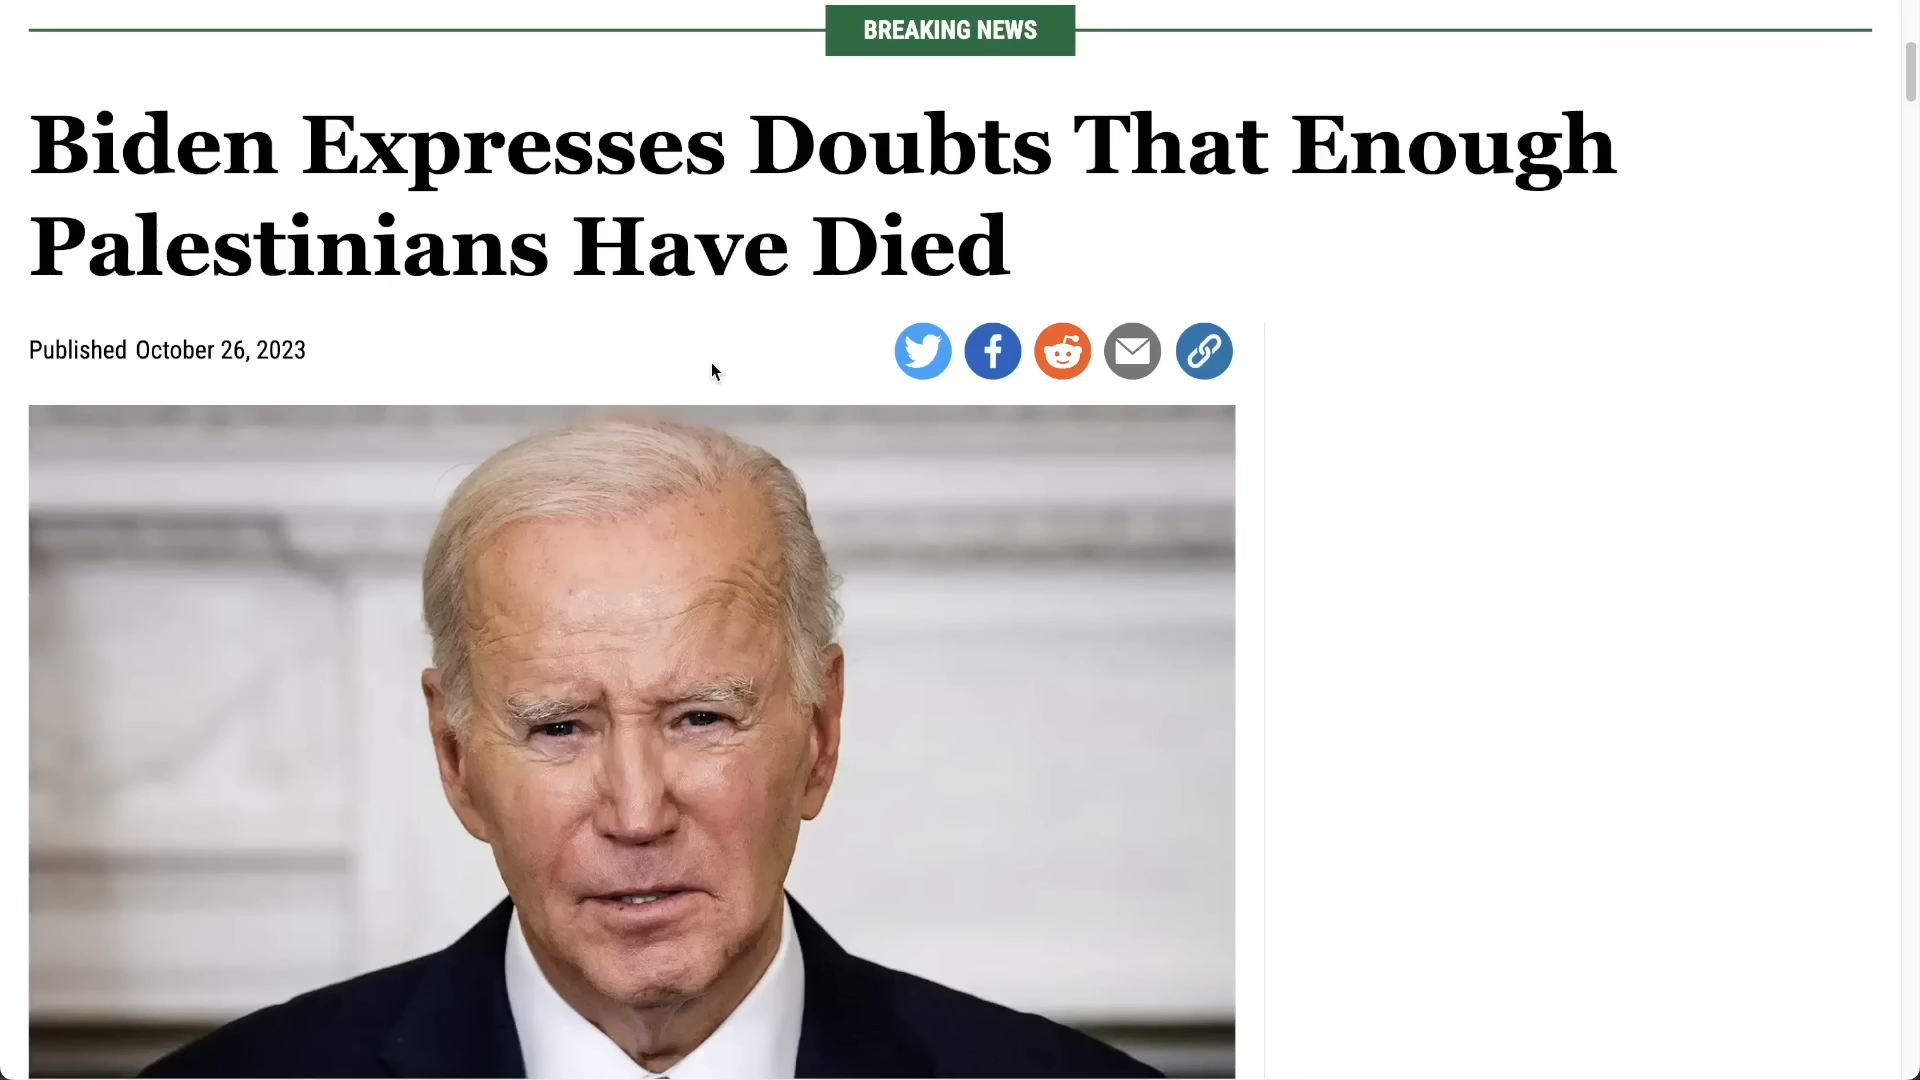 BREAKING NEWS
Biden Expresses Doubts That Enough
Palestinians Have Died
Published October 26, 2023